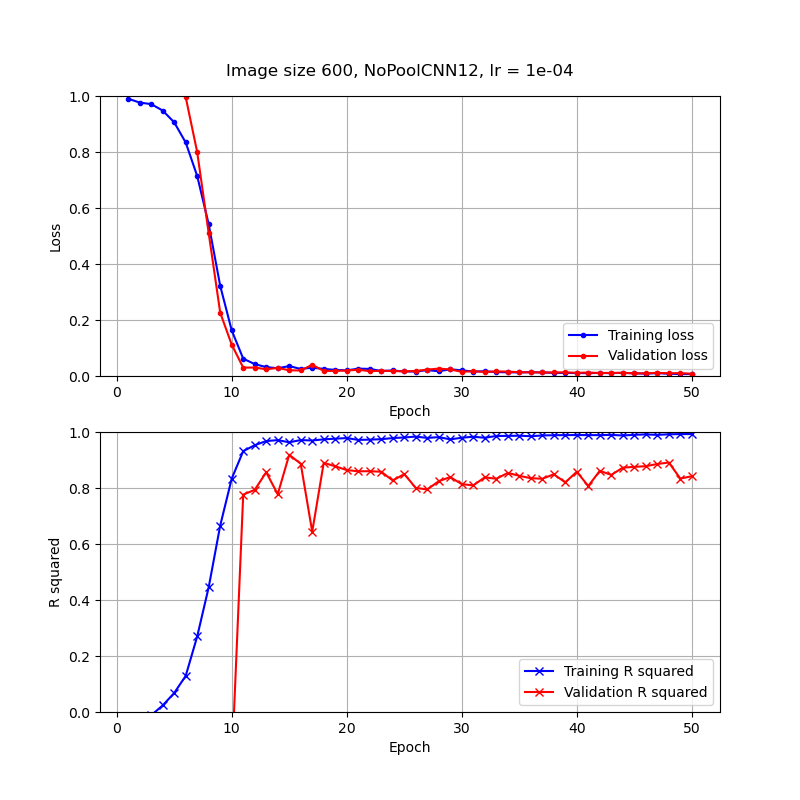 Image size 600, NoPoolCNN12, lr = 1e-04
1.0
0.8
0.6
0.4
0.2
0.0
Loss
0 10 20 30 40 50
Epoch
Training loss
Validation loss
1.0
0.8
0.6
0.4
0.2
0.0
R squared
0 10 20 30 40 50
Epoch
Training R squared
Validation R squared